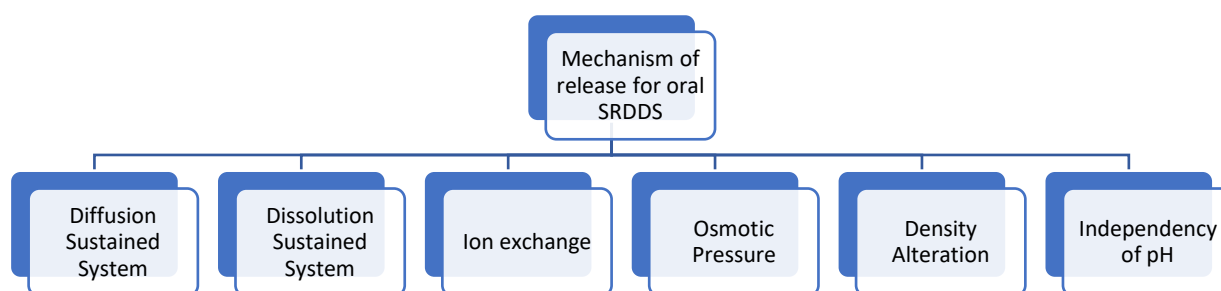 Mechanism of
release for oral
SRDDS
Diffusion
Sustained
System
Dissolution
Sustained
System
Ion exchange
Osmotic
Pressure
Density
Alteration
Independency
of pH